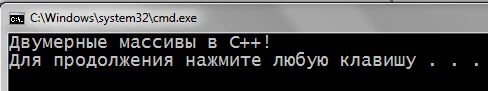 C:\Windows\system32\cmd.exe
Двумерные массивы в C++!
Для продолжения нажмите любую клавишу . . .